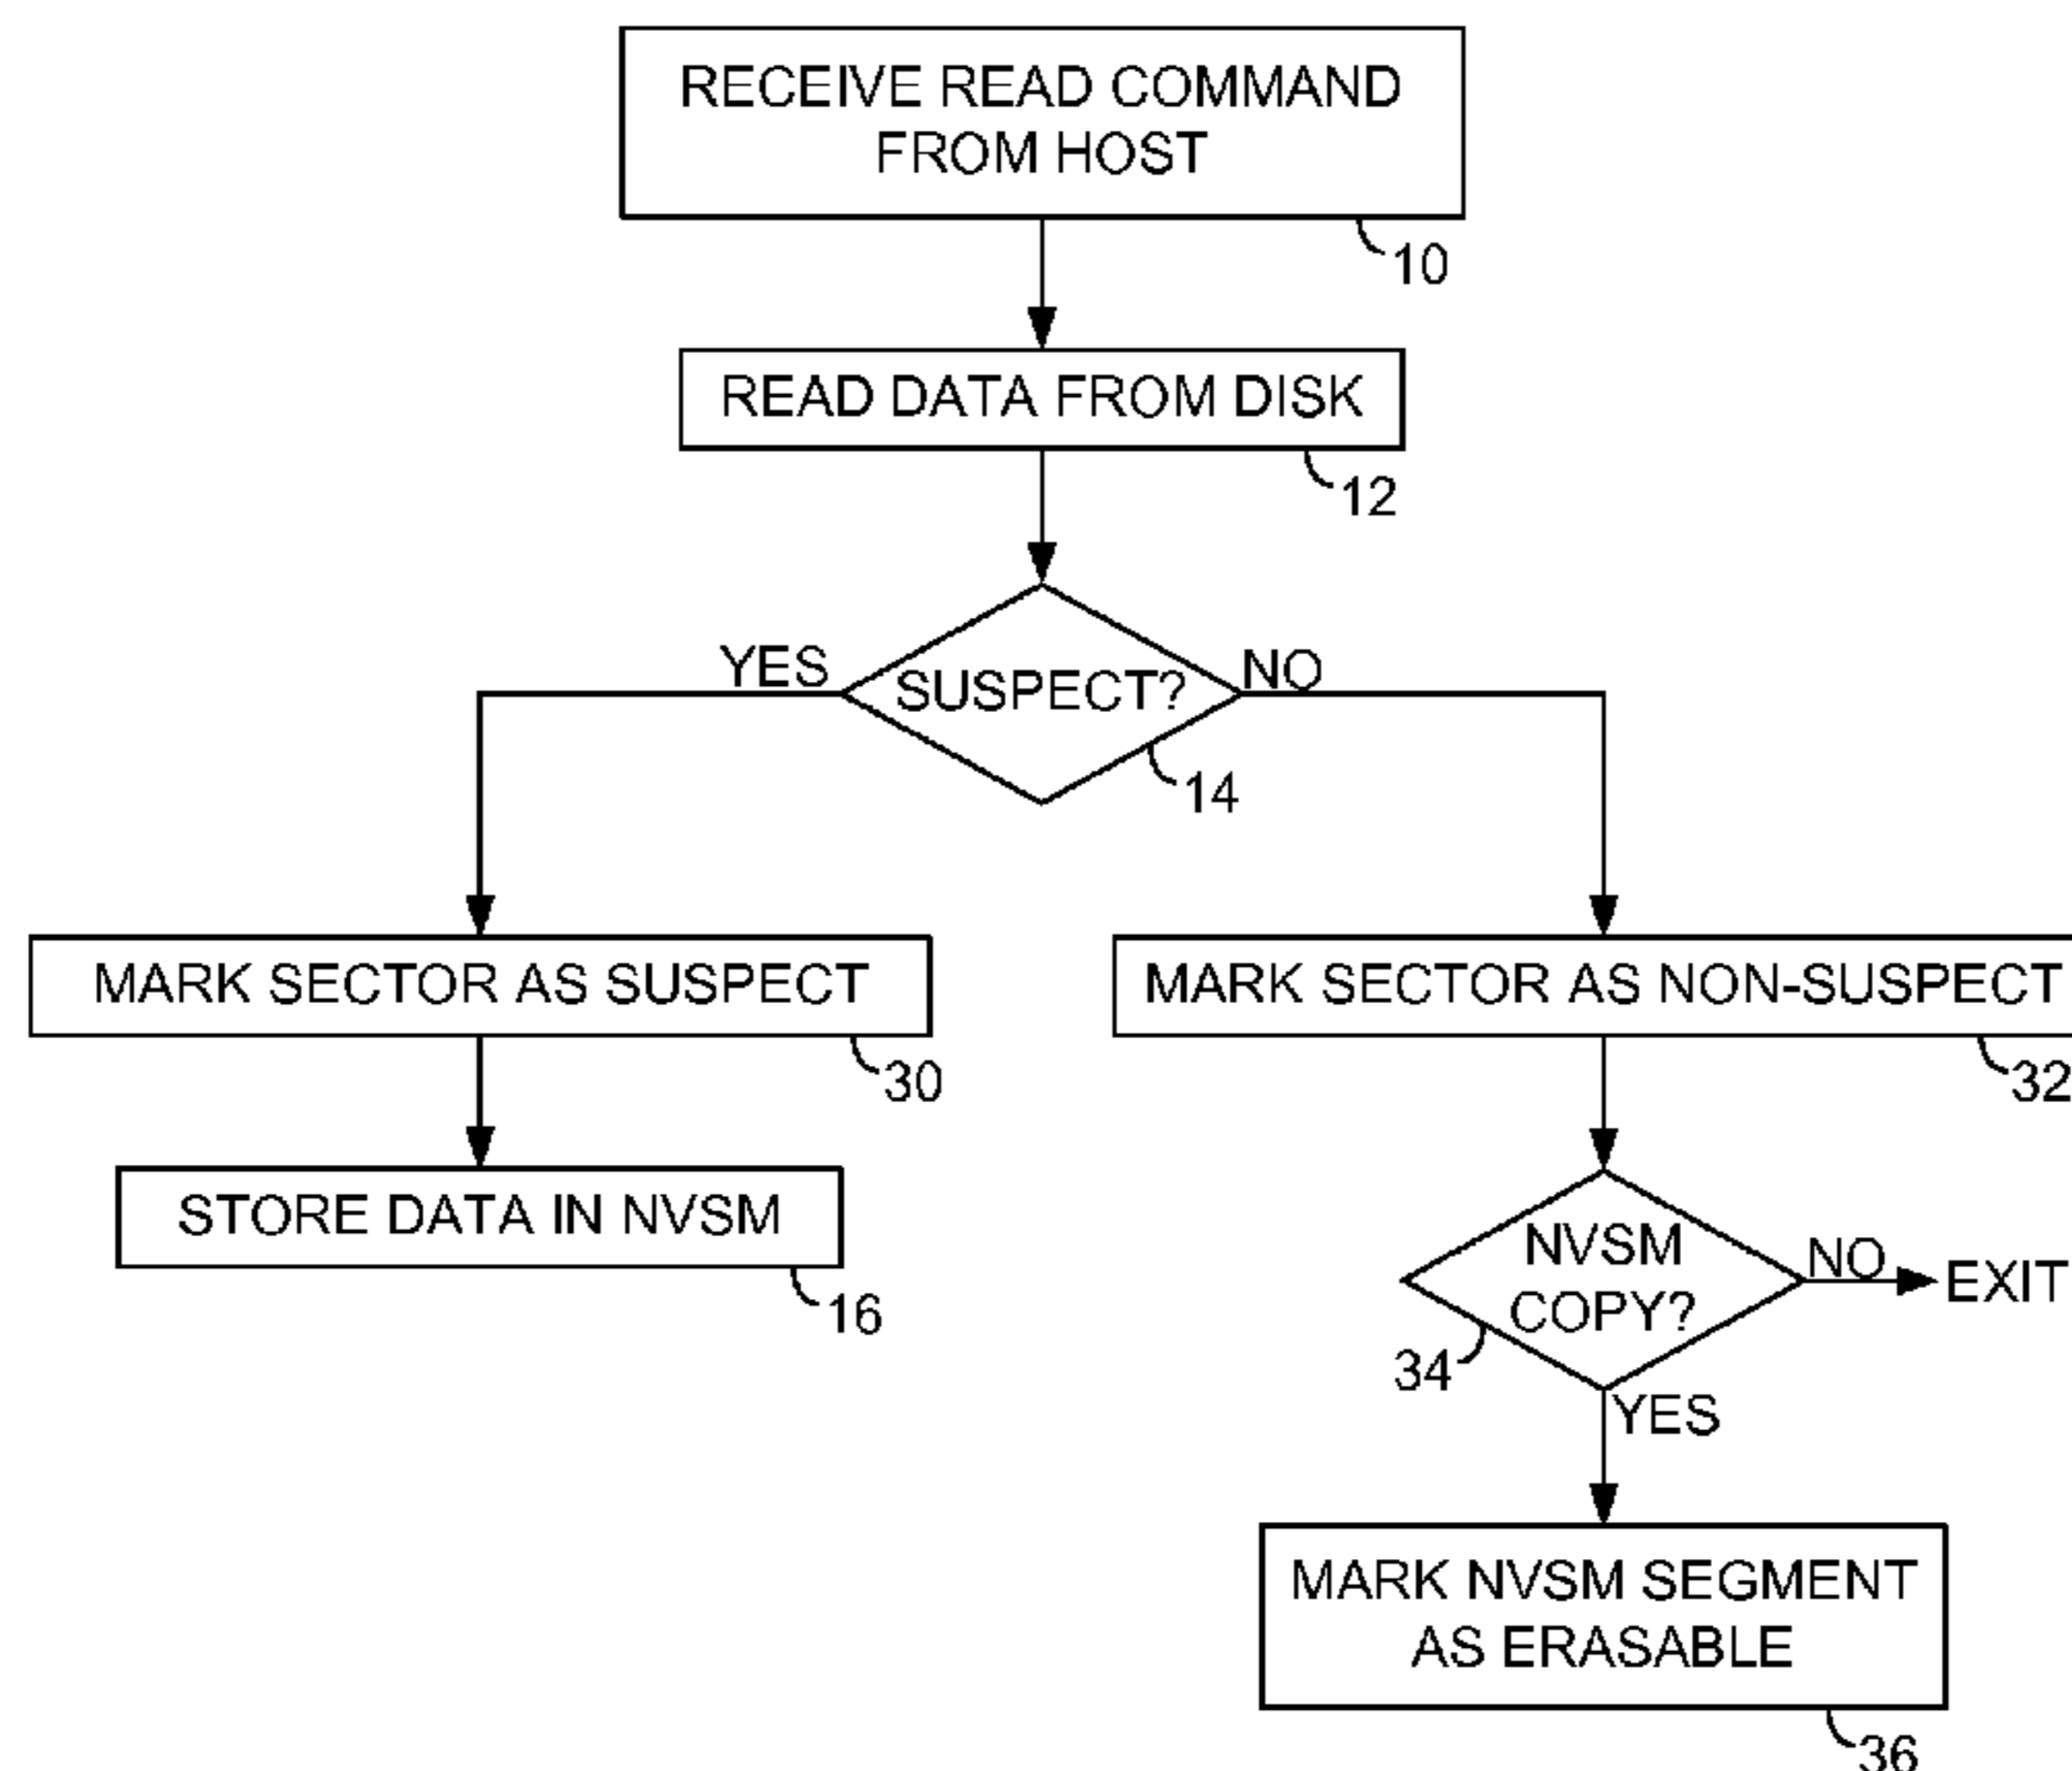 RECEIVE READ COMMAND
FROM HOST
10
READ DATA FROM DISK
12
YES
SUSPECT?
NO
14
MARK SECTOR AS SUSPECT
30
MARK SECTOR AS NON-SUSPECT
32
STORE DATA IN NVSM
16
NVSM
COPY?
NO
EXIT
34
YES
MARK NVSM SEGMENT
AS ERASABLE
36